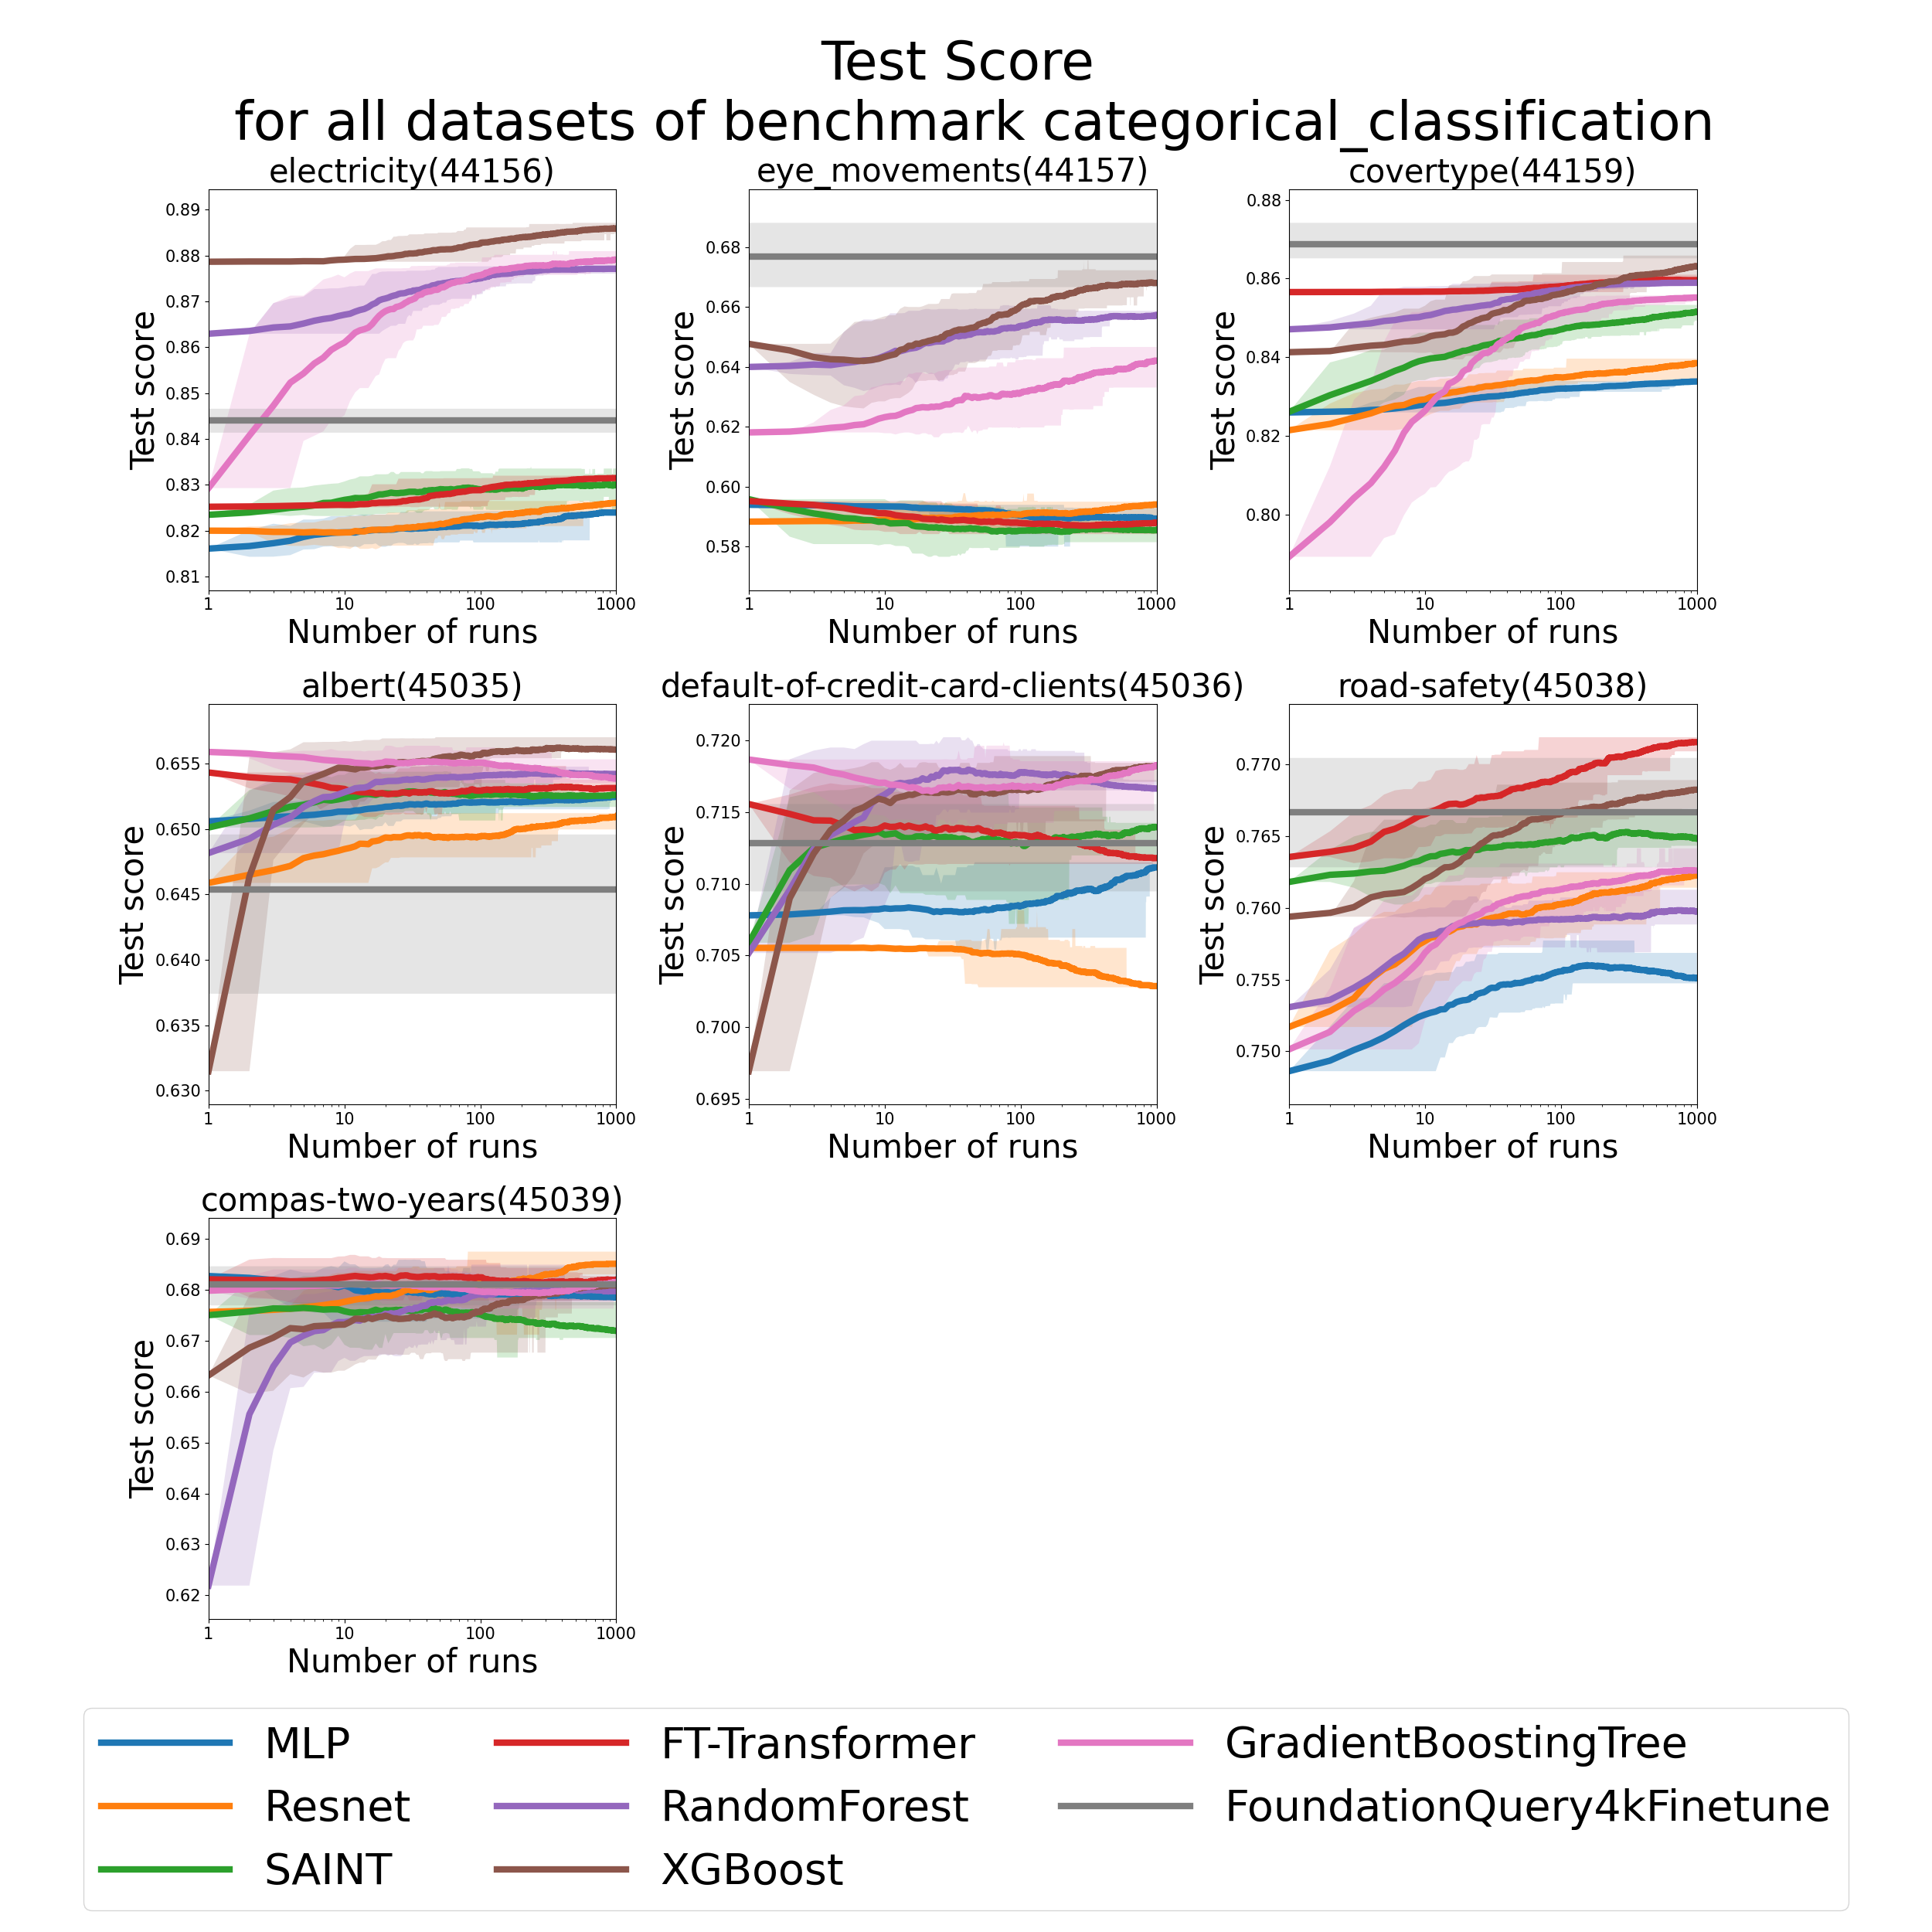 Test Score
for all datasets of benchmark categorical_classification
electricity(44156)
0.89
0.88
0.87
0.86
0.85
0.84
0.83
0.82
0.81
Test score
1 10 100 1000
Number of runs
eye_movements(44157)
0.68
0.66
0.64
0.62
0.60
0.58
Test score
1 10 100 1000
Number of runs
covertype(44159)
0.88
0.86
0.84
0.82
0.80
Test score
1 10 100 1000
Number of runs
albert(45035)
0.655
0.650
0.645
0.640
0.635
0.630
Test score
1 10 100 1000
Number of runs
default-of-credit-card-clients(45036)
0.720
0.715
0.710
0.705
0.700
0.695
Test score
1 10 100 1000
Number of runs
road-safety(45038)
0.770
0.765
0.760
0.755
0.750
Test score
1 10 100 1000
Number of runs
compas-two-years(45039)
0.69
0.68
0.67
0.66
0.65
0.64
0.63
0.62
Test score
1 10 100 1000
Number of runs
MLP
Resnet
SAINT
FT-Transformer
RandomForest
XGBoost
GradientBoostingTree
FoundationQuery4kFinetune